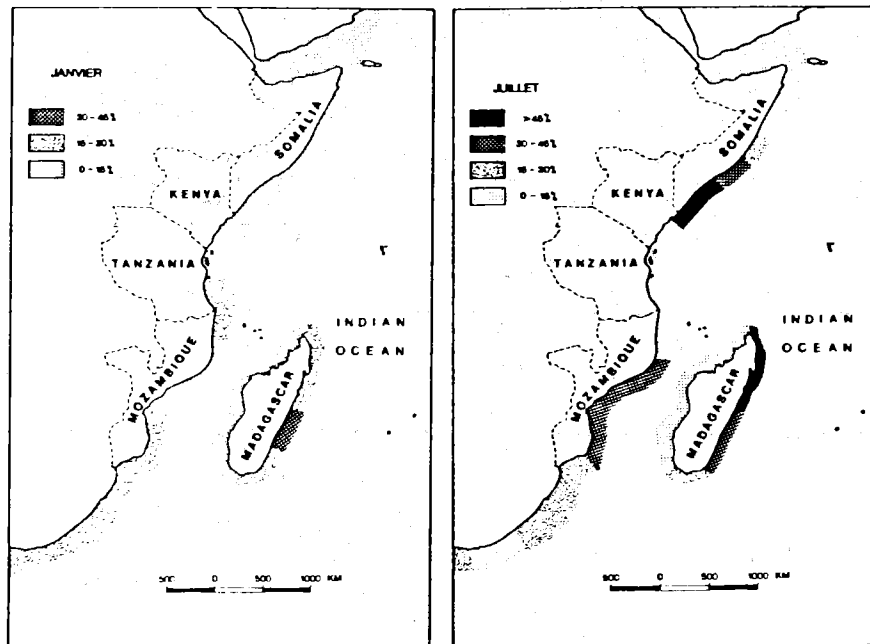 JANVIER
30 - 45%
15 - 30%
0 - 15%
SOMALIA
KENYA
TANZANIA
MOZAMBIQUE
MADAGASCAR
INDIAN
OCEAN
500 0 500 1000 KM
JUILLET
>45%
30 - 45%
15 - 30%
0 - 15%
SOMALIA
KENYA
TANZANIA
MOZAMBIQUE
MADAGASCAR
INDIAN
OCEAN
500 0 500 1000 KM